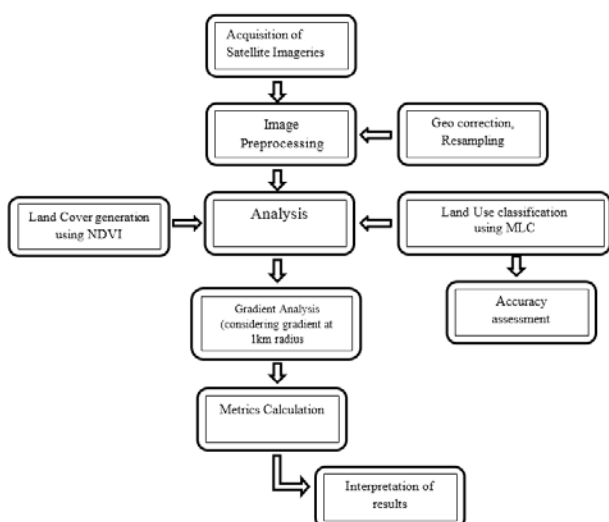 Acquisition of
Satellite Imageries
Image
Preprocessing
Geo correction,
Resampling
Land Cover generation
using NDVI
Analysis
Land Use classification
using MLC
Gradient Analysis
(considering gradient at
1km radius
Accuracy
assessment
Metrics Calculation
Interpretation of
results